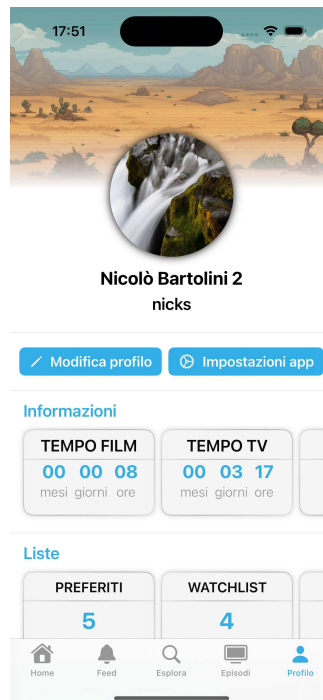 17:51
Nicolò Bartolini 2
nicks
Modifica profilo Impostazioni app
Informazioni
TEMPO FILM TEMPO TV
00 00 08 00 03 17
mesi giorni ore mesi giorni ore
Liste
PREFERITI WATCHLIST
5 4
Home Feed Esplora Episodi Profilo